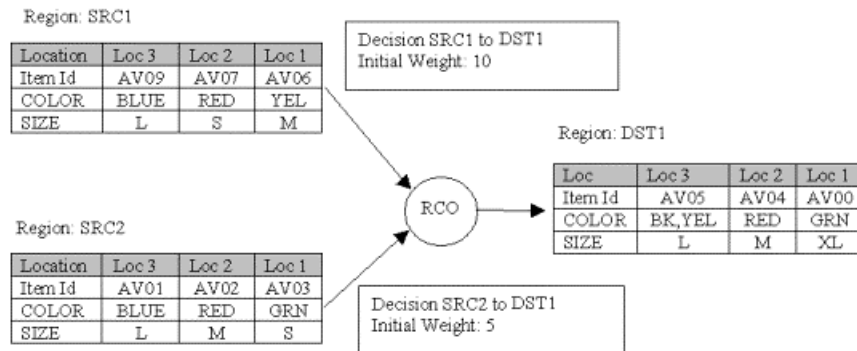 Region: SRC1
Location Loc 3 Loc 2 Loc 1
Item Id AV09 AV07 AV06
COLOR BLUE RED YEL
SIZE L S M
Decision SRC1 to DST1
Initial Weight: 10
Region: DST1
Loc Loc 3 Loc 2 Loc 1
Item Id AV05 AV04 AV00
COLOR BK,YEL RED GRN
SIZE L M XL
RCO
Region: SRC2
Location Loc 3 Loc 2 Loc 1
Item Id AV01 AV02 AV03
COLOR BLUE RED GRN
SIZE L M S
Decision SRC2 to DST1
Initial Weight: 5